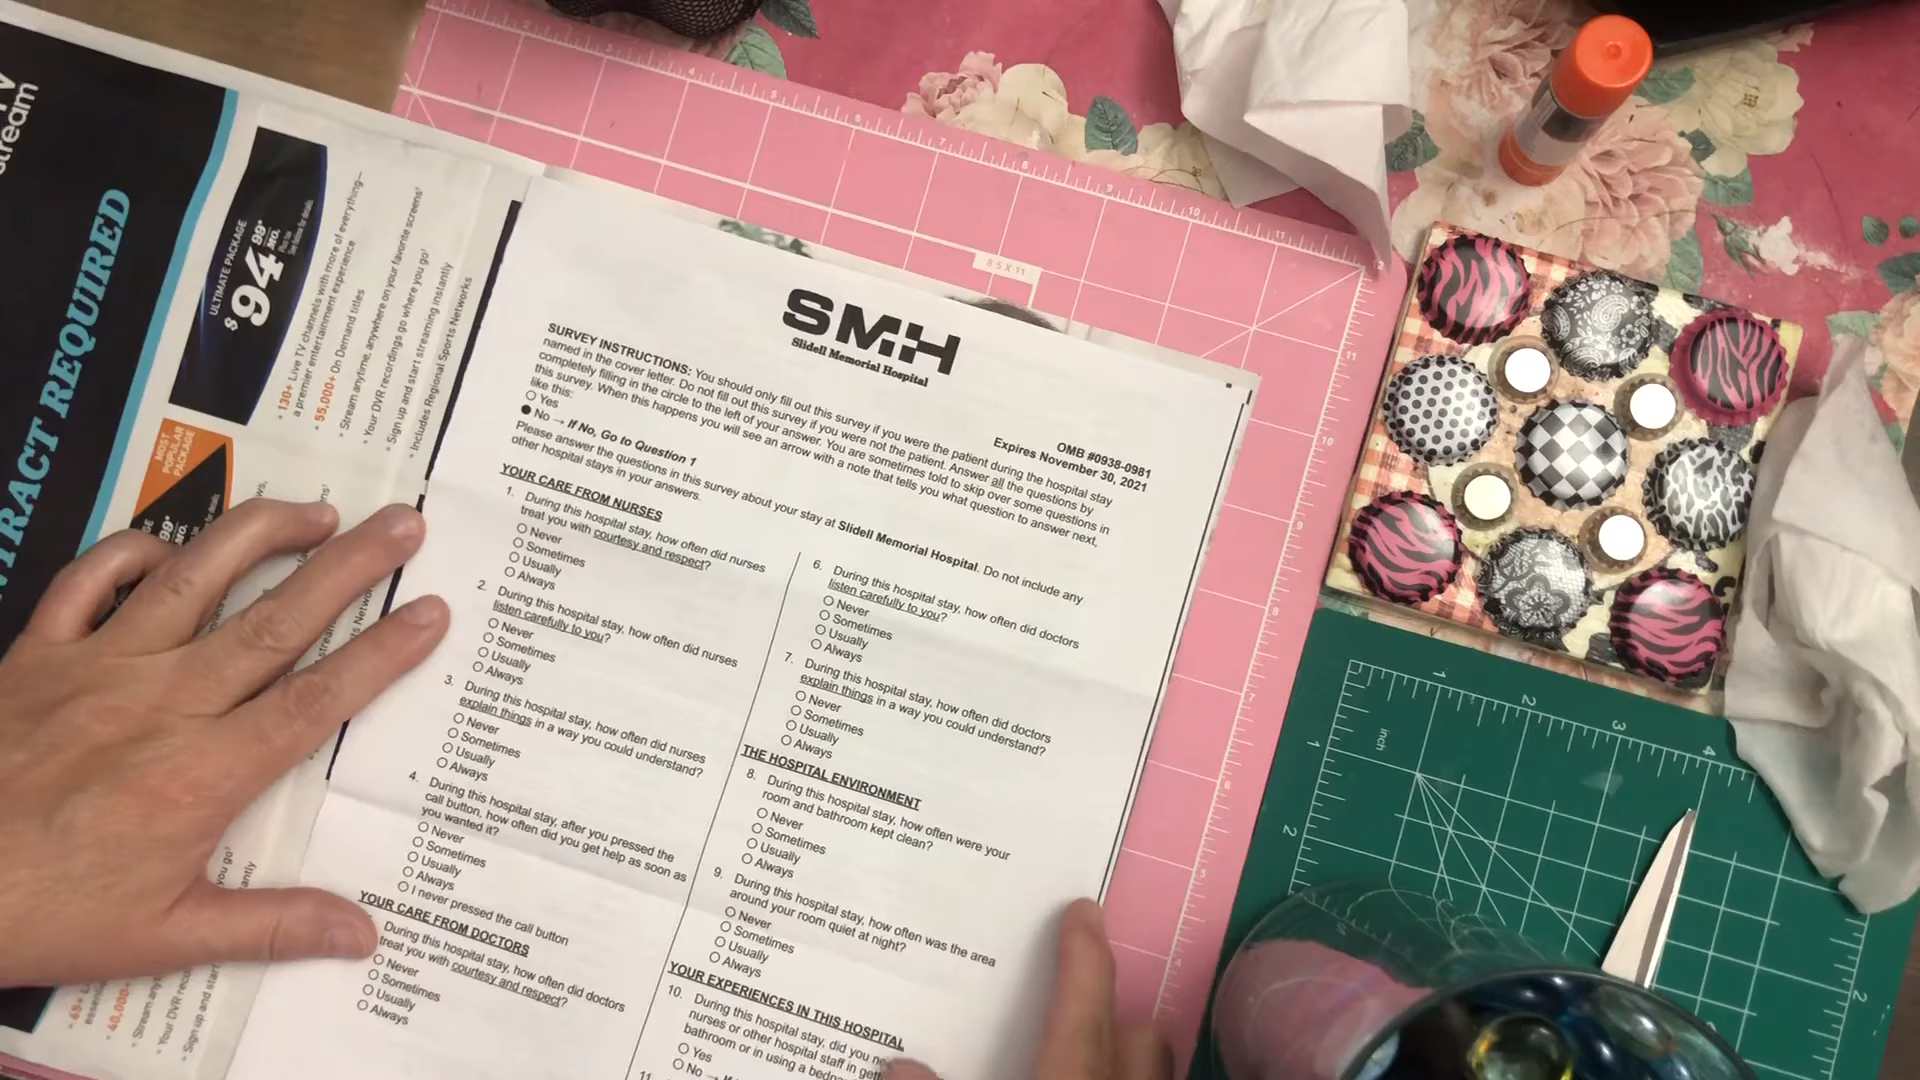 stream
NTRACT REQUIRED
ULTIMATE PACKAGE
$94 99*
MO.
Plus tax
See below for details
• 130+ Live TV channels with more of everything—
a premier entertainment experience
• 55,000+ On Demand titles
• Stream anytime, anywhere on your favorite screens†
• Your DVR recordings go where you go†
• Sign up and start streaming instantly
• Includes Regional Sports Networks
MOST
POPULAR
PACKAGE
8.5 X 11
SMH
Slidell Memorial Hospital
OMB #0938-0981
Expires November 30, 2021
SURVEY INSTRUCTIONS: You should only fill out this survey if you were the patient during the hospital stay
named in the cover letter. Do not fill out this survey if you were not the patient. Answer all the questions by
completely filling in the circle to the left of your answer. You are sometimes told to skip over some questions in
this survey. When this happens you will see an arrow with a note that tells you what question to answer next,
like this:
Yes
No → If No, Go to Question 1
Please answer the questions in this survey about your stay at Slidell Memorial Hospital. Do not include any
other hospital stays in your answers.
YOUR CARE FROM NURSES
1. During this hospital stay, how often did nurses
treat you with courtesy and respect?
Never
Sometimes
Usually
Always
2. During this hospital stay, how often did nurses
listen carefully to you?
Never
Sometimes
Usually
Always
3. During this hospital stay, how often did nurses
explain things in a way you could understand?
Never
Sometimes
Usually
Always
4. During this hospital stay, after you pressed the
call button, how often did you get help as soon as
you wanted it?
Never
Sometimes
Usually
Always
I never pressed the call button
YOUR CARE FROM DOCTORS
During this hospital stay, how often did doctors
treat you with courtesy and respect?
Never
Sometimes
Usually
Always
6. During this hospital stay, how often did doctors
listen carefully to you?
Never
Sometimes
Usually
Always
7. During this hospital stay, how often did doctors
explain things in a way you could understand?
Never
Sometimes
Usually
Always
THE HOSPITAL ENVIRONMENT
8. During this hospital stay, how often were your
room and bathroom kept clean?
Never
Sometimes
Usually
Always
9. During this hospital stay, how often was the area
around your room quiet at night?
Never
Sometimes
Usually
Always
YOUR EXPERIENCES IN THIS HOSPITAL
10. During this hospital stay, did you
nurses or other hospital staff in
bathroom or in using a
Yes
No →
11.
inch
1 2 3 4
1
2